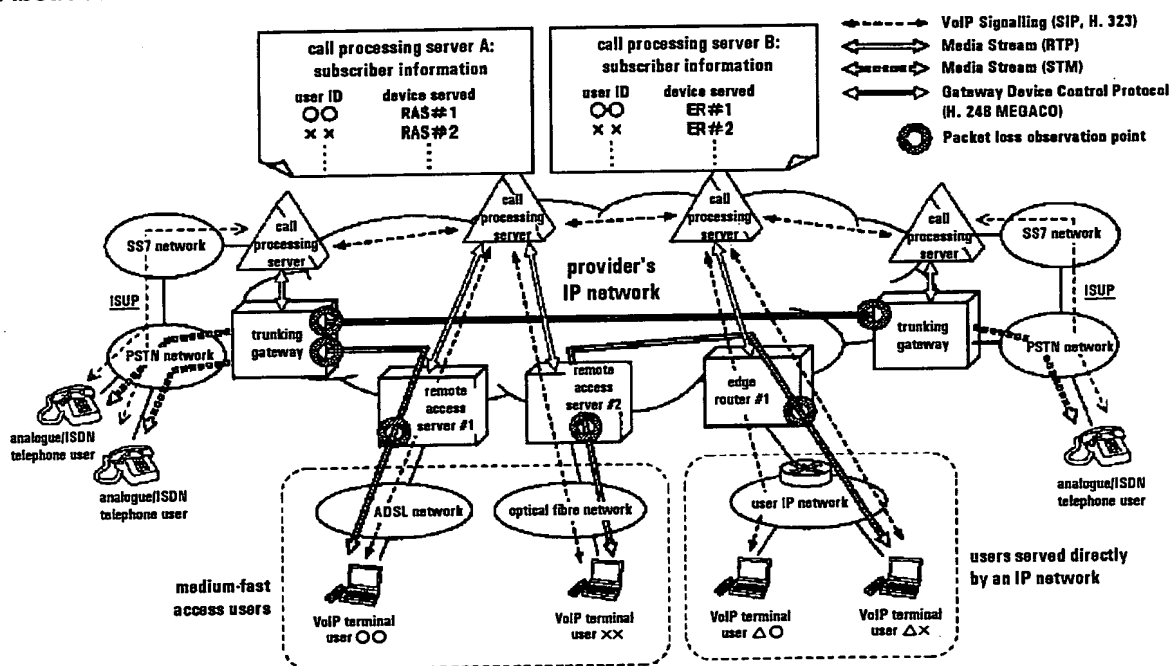 call processing server A:
subscriber information
user ID device served
○○ RAS#1
×× RAS#2
call processing server B:
subscriber information
user ID device served
○○ ER#1
×× ER#2
VoIP Signalling (SIP, H. 323)
Media Stream (RTP)
Media Stream (STM)
Gateway Device Control Protocol
(H. 248 MEGACO)
Packet loss observation point
SS7 network
call
processing
server
call
processing
server
call
processing
server
call
processing
server
SS7 network
provider's
IP network
ISUP
ISUP
PSTN network
trunking
gateway
trunking
gateway
PSTN network
remote
access
server #1
remote
access
server #2
edge
router #1
analogue/ISDN
telephone user
analogue/ISDN
telephone user
analogue/ISDN
telephone user
ADSL network
optical fibre network
user IP network
medium-fast
access users
users served directly
by an IP network
VoIP terminal
user ○○
VoIP terminal
user ××
VoIP terminal
user △○
VoIP terminal
user △×